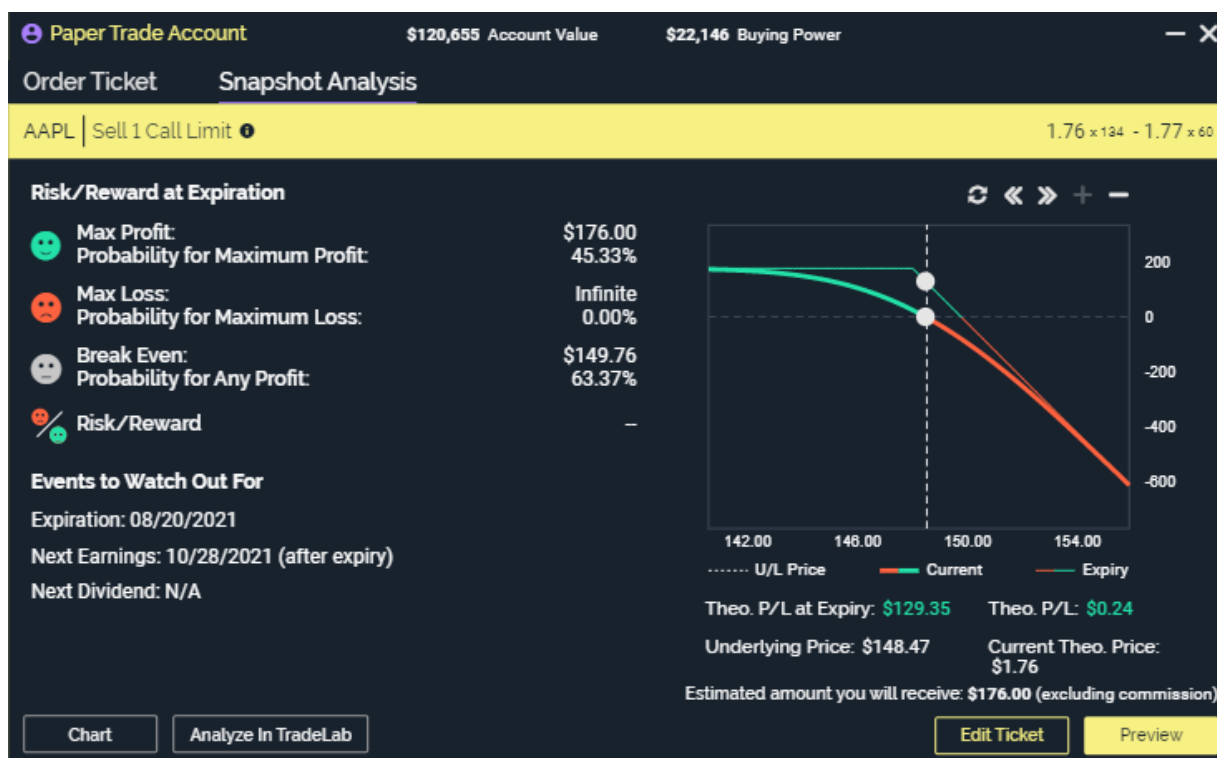 Paper Trade Account $120,655 Account Value $22,146 Buying Power
Order Ticket Snapshot Analysis
AAPL Sell 1 Call Limit 1.76 x 134 - 1.77 x 60
Risk/Reward at Expiration
Max Profit: $176.00
Probability for Maximum Profit: 45.33%
Max Loss: Infinite
Probability for Maximum Loss: 0.00%
Break Even: $149.76
Probability for Any Profit: 63.37%
Risk/Reward --
Events to Watch Out For
Expiration: 08/20/2021
Next Earnings: 10/28/2021 (after expiry)
Next Dividend: N/A
200
0
-200
-400
-600
142.00 146.00 150.00 154.00
U/L Price Current Expiry
Theo. P/L at Expiry: $129.35 Theo. P/L: $0.24
Underlying Price: $148.47 Current Theo. Price:
$1.76
Estimated amount you will receive: $176.00 (excluding commission)
Chart Analyze In TradeLab Edit Ticket Preview